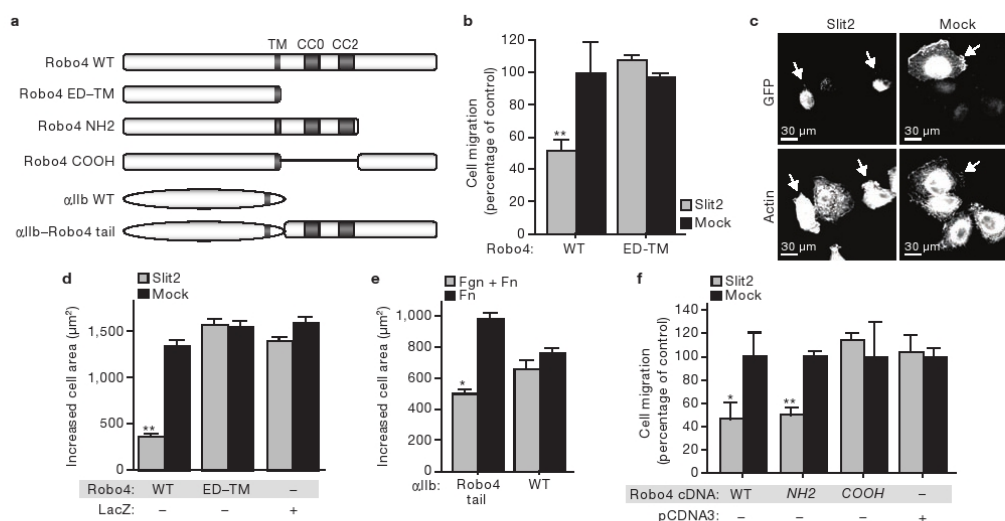 a
TM CC0 CC2
Robo4 WT
Robo4 ED–TM
Robo4 NH2
Robo4 COOH
αIIb WT
αIIb–Robo4 tail
b
Cell migration
(percentage of control)
120
100
80
60
40
20
0
**
Slit2
Mock
Robo4: WT ED-TM
c
Slit2 Mock
GFP
30 µm 30 µm
Actin
30 µm 30 µm
d
Slit2
Mock
Increased cell area (µm²)
1,500
1,000
500
0
**
Robo4: WT ED–TM –
LacZ: – – +
e
Fgn + Fn
Fn
Increased cell area (µm²)
1,000
800
600
400
200
0
*
αIIb: Robo4 WT
tail
f
Slit2
Mock
Cell migration
(percentage of control)
140
120
100
80
60
40
20
0
*
**
Robo4 cDNA: WT NH2 COOH –
pCDNA3: – – – +